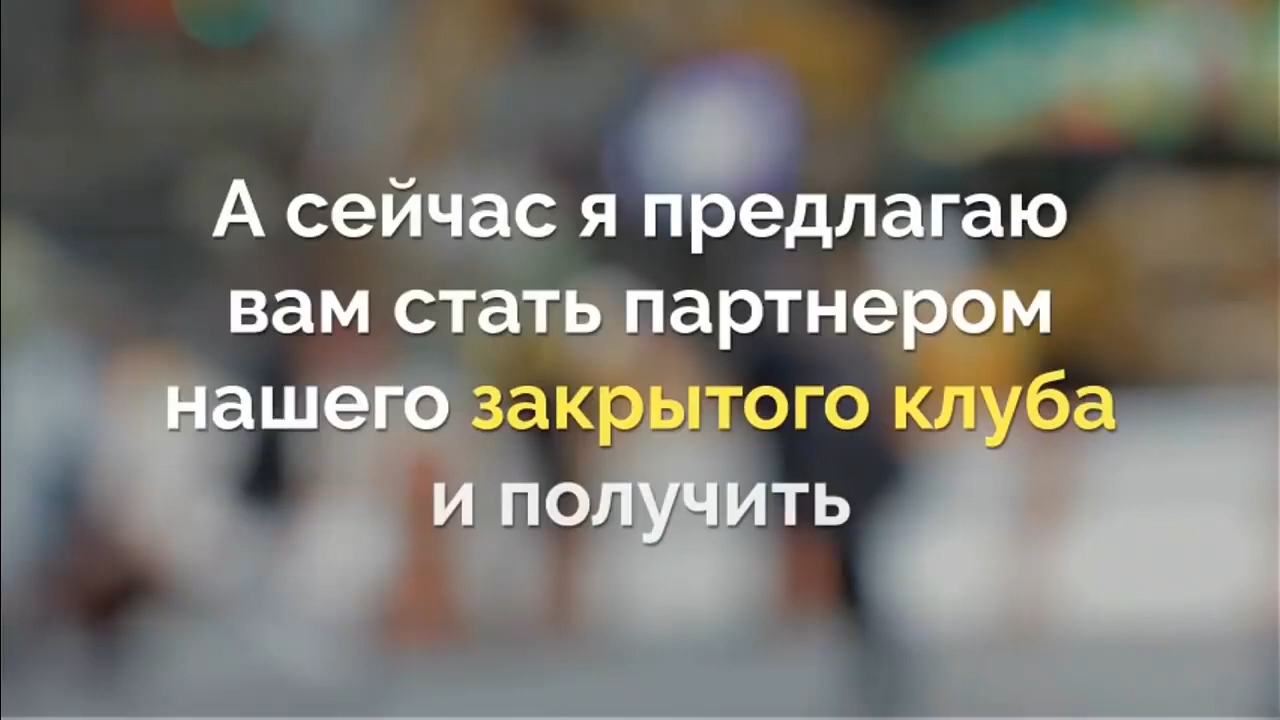 А сейчас я предлагаю
вам стать партнером
нашего закрытого клуба
и получить